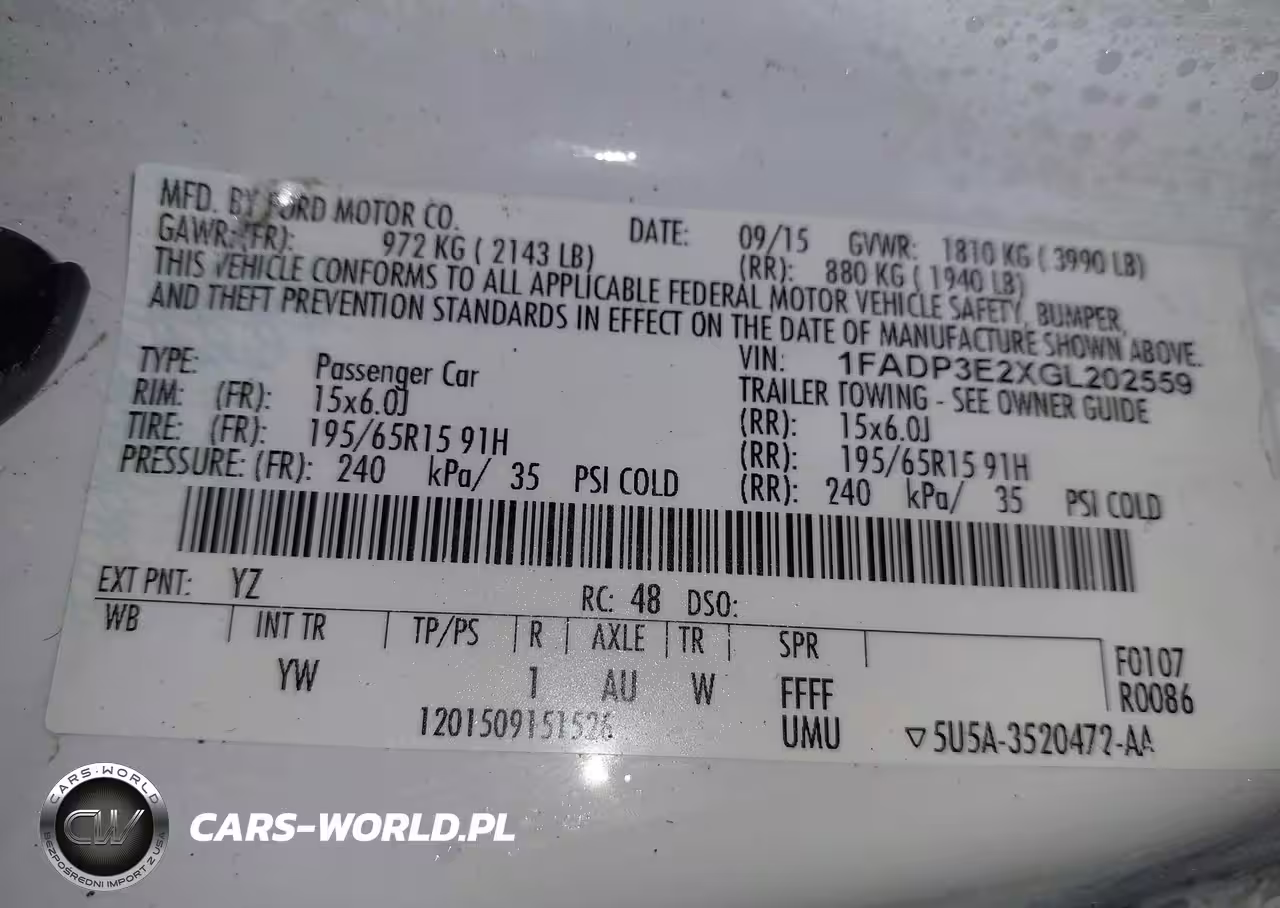 MFD. BY FORD MOTOR CO. DATE: 09/15 GVWR: 1810 KG ( 3990 LB)
GAWR:(FR): 972 KG ( 2143 LB) (RR): 880 KG ( 1940 LB)
THIS VEHICLE CONFORMS TO ALL APPLICABLE FEDERAL MOTOR VEHICLE SAFETY, BUMPER,
AND THEFT PREVENTION STANDARDS IN EFFECT ON THE DATE OF MANUFACTURE SHOWN ABOVE.
VIN: 1FADP3E2XGL202559
TYPE: Passenger Car TRAILER TOWING - SEE OWNER GUIDE
RIM: (FR): 15x6.0J (RR): 15x6.0J
TIRE: (FR): 195/65R15 91H (RR): 195/65R15 91H
PRESSURE: (FR): 240 kPa/ 35 PSI COLD (RR): 240 kPa/ 35 PSI COLD
EXT PNT: YZ RC: 48 DSO:
WB INT TR TP/PS R AXLE TR SPR F0107
YW 1 AU W FFFF R0086
1201509151526 UMU ▽5U5A-3520472-AA
CARS-WORLD
CW
BEZPOŚREDNI IMPORT Z USA
CARS-WORLD.PL